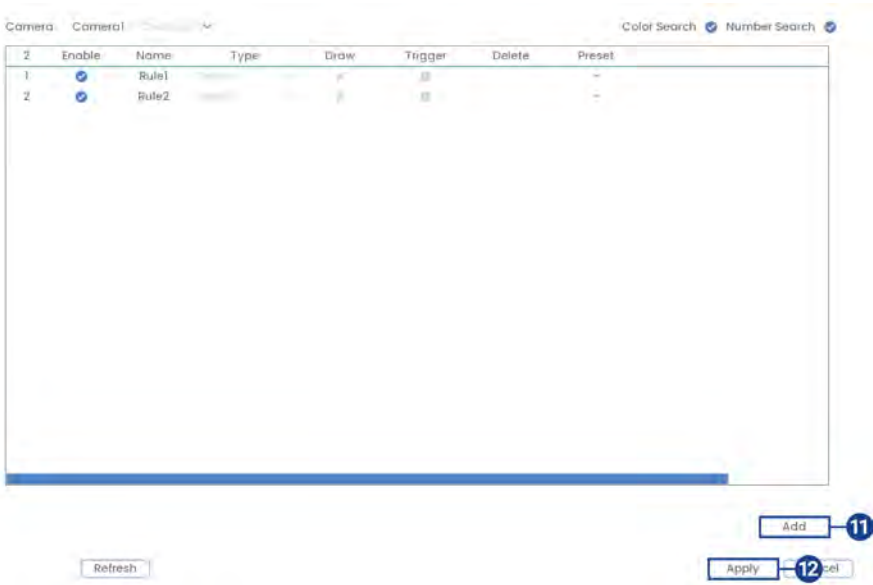 Camera Camera1 Color Search Number Search
2 Enable Name Type Draw Trigger Delete Preset
1 Rule1 -
2 Rule2 -
Add 11
Refresh Apply 12